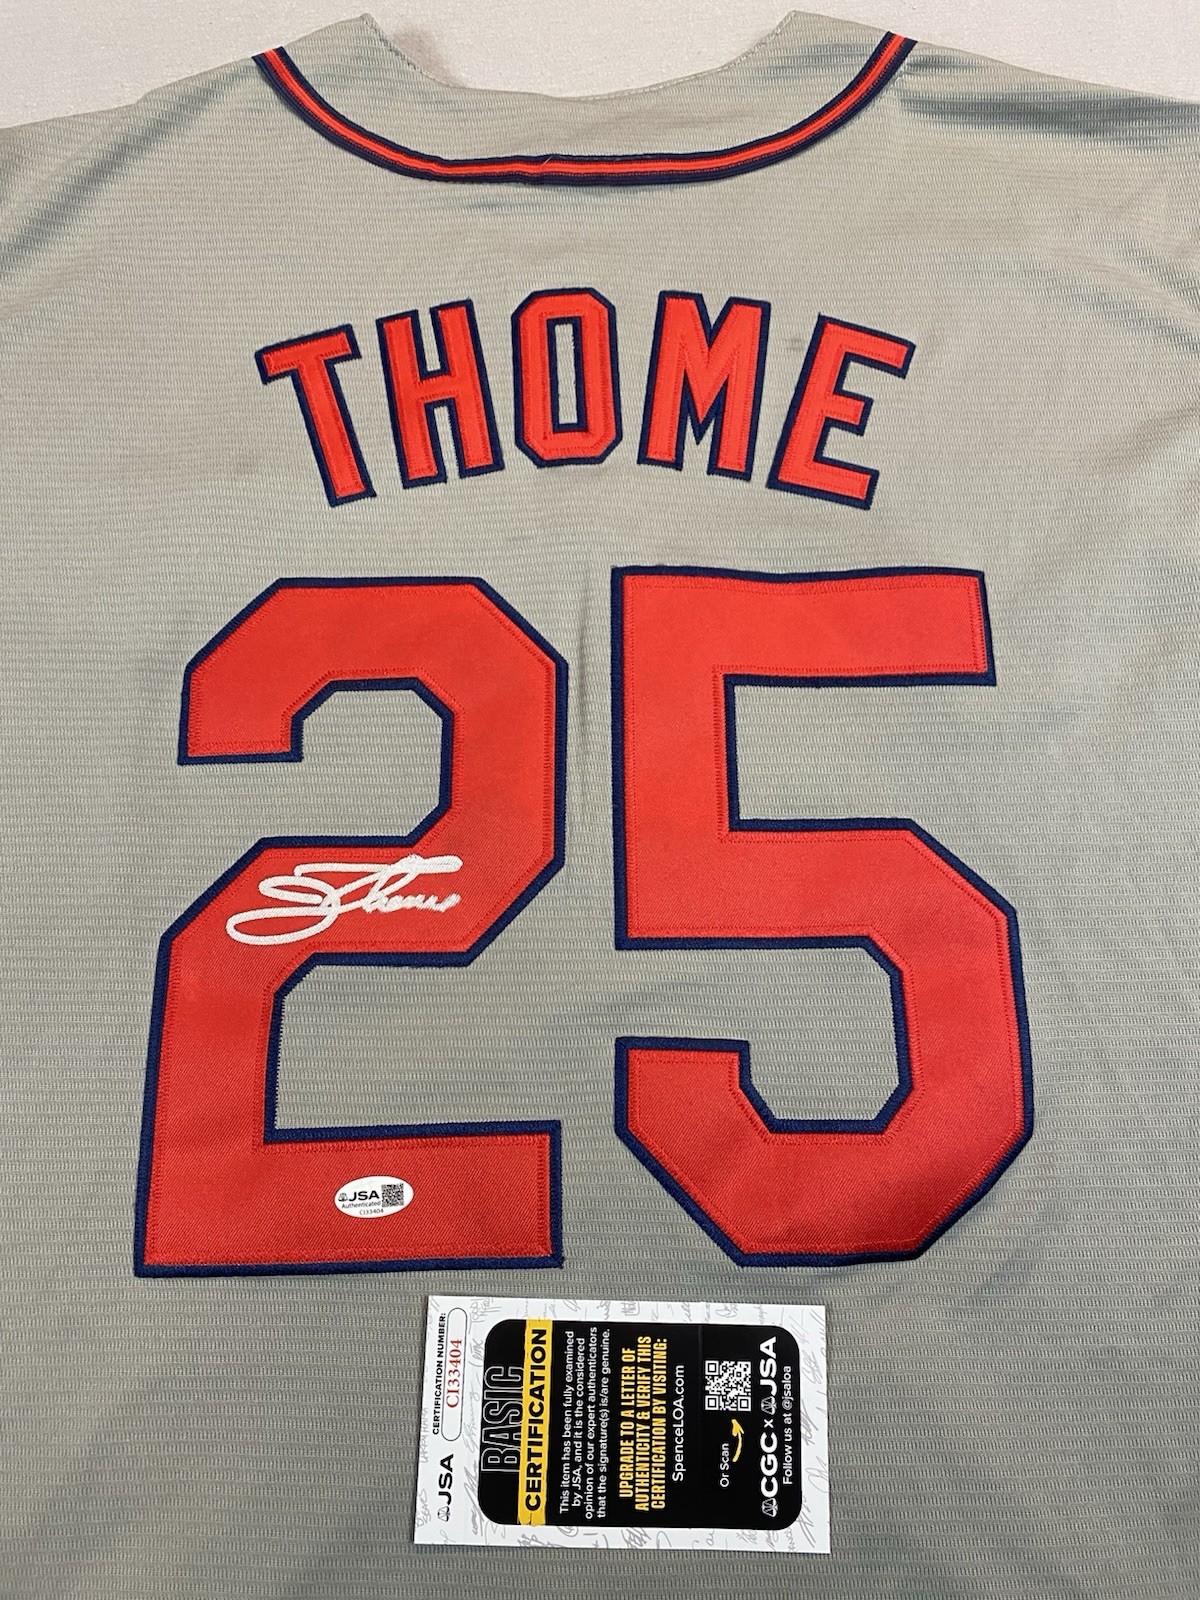 THOME
25
J Thome
JSA
Authenticated
CI33404
JSA
CERTIFICATION NUMBER:
CI33404
BASIC
CERTIFICATION
This item has been fully examined
by JSA, and it is the considered
opinion of our expert authenticators
that the signature(s) is/are genuine.
UPGRADE TO A LETTER OF
AUTHENTICITY & VERIFY THIS
CERTIFICATION BY VISITING:
SpenceLOA.com
Or Scan
CGC x JSA
Follow us at @jsaloa